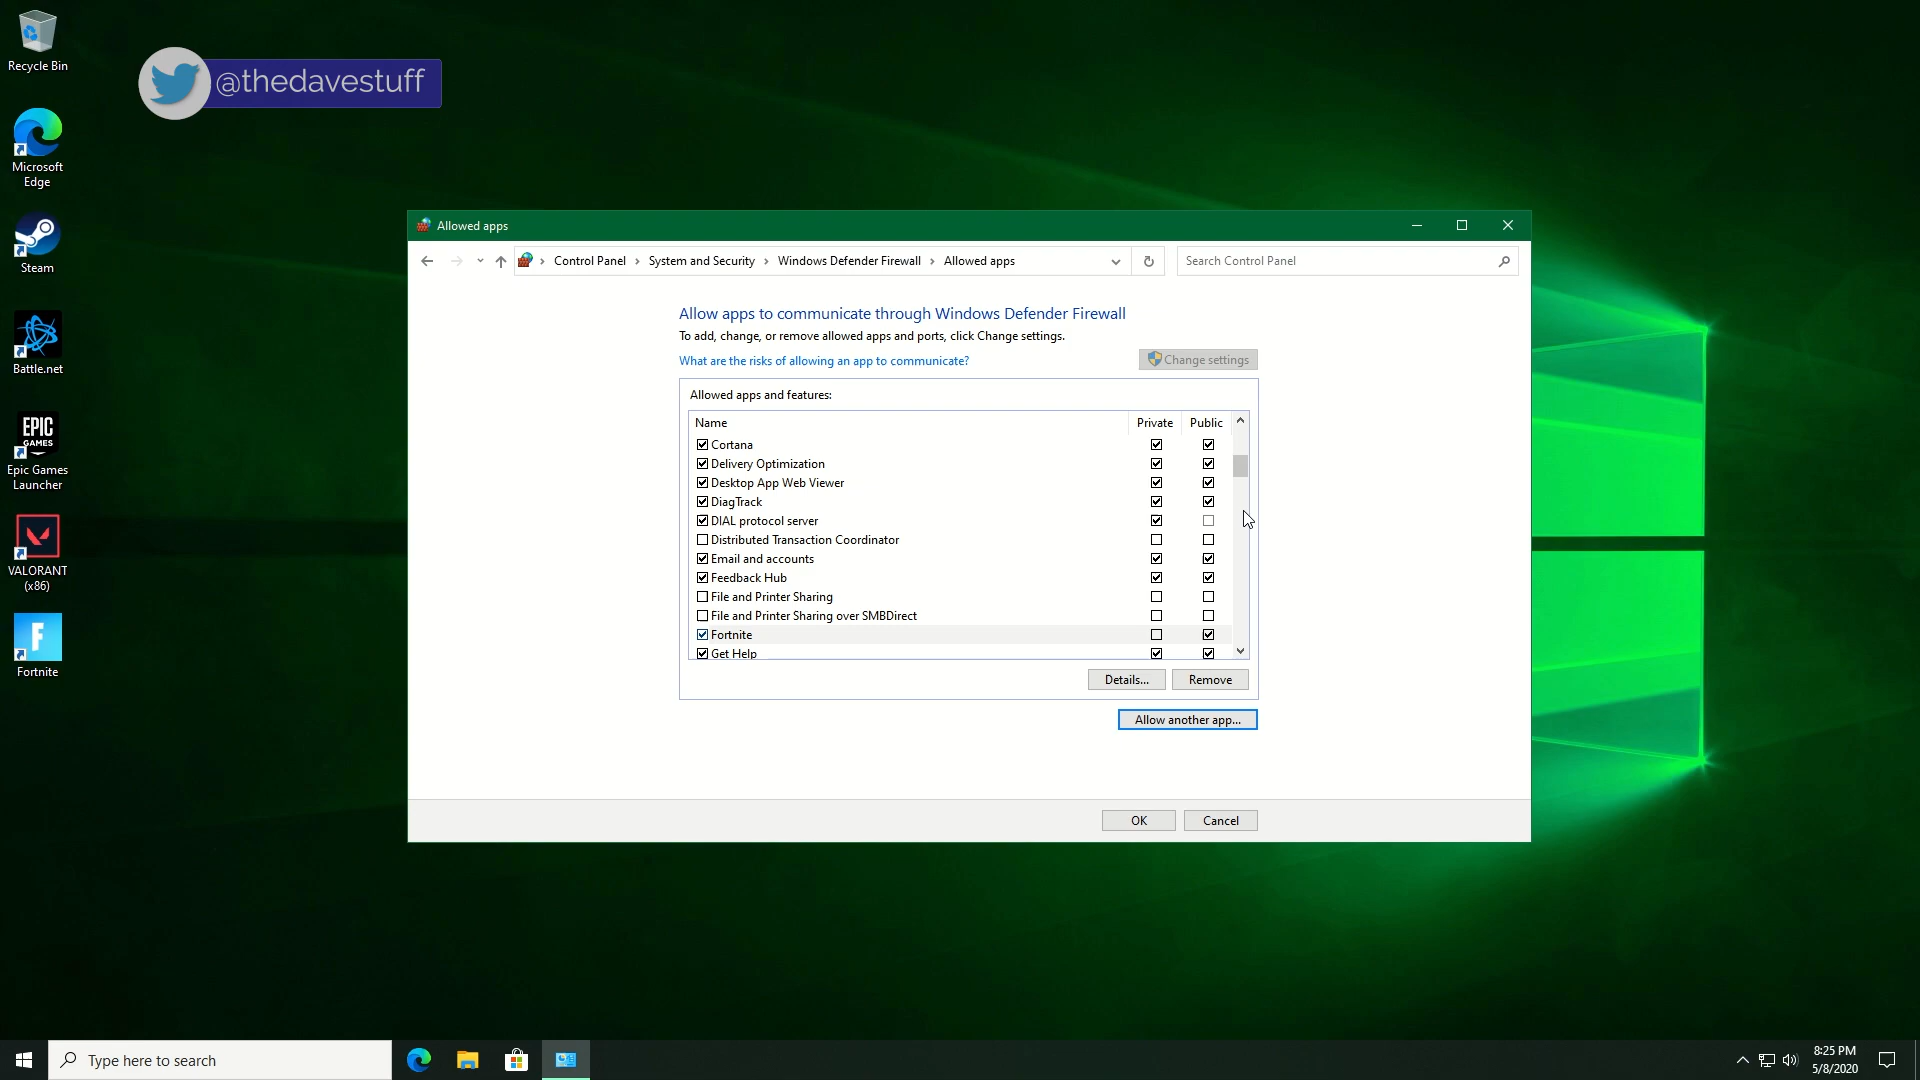 Recycle Bin
@thedavestuff
Microsoft
Edge
Steam
Battle.net
EPIC
GAMES
Epic Games
Launcher
VALORANT
(x86)
F
Fortnite
Allowed apps
Control Panel > System and Security > Windows Defender Firewall > Allowed apps
Search Control Panel
Allow apps to communicate through Windows Defender Firewall
To add, change, or remove allowed apps and ports, click Change settings.
What are the risks of allowing an app to communicate?
Change settings
Allowed apps and features:
Name Private Public
Cortana
Delivery Optimization
Desktop App Web Viewer
DiagTrack
DIAL protocol server
Distributed Transaction Coordinator
Email and accounts
Feedback Hub
File and Printer Sharing
File and Printer Sharing over SMBDirect
Fortnite
Get Help
Details... Remove
Allow another app...
OK Cancel
Type here to search
8:25 PM
5/8/2020